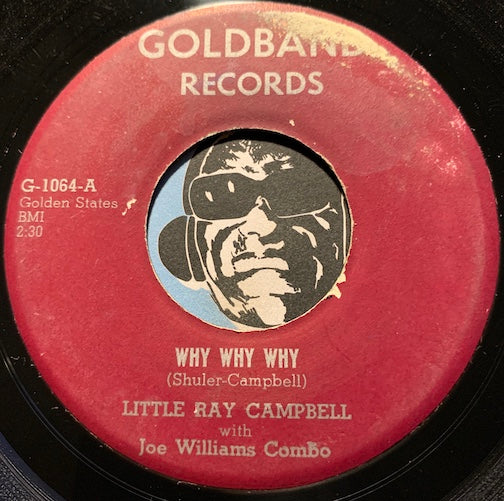 GOLDBAND
RECORDS
G-1064-A
Golden States
BMI
2:30
WHY WHY WHY
(Shuler-Campbell)
LITTLE RAY CAMPBELL
with
Joe Williams Combo